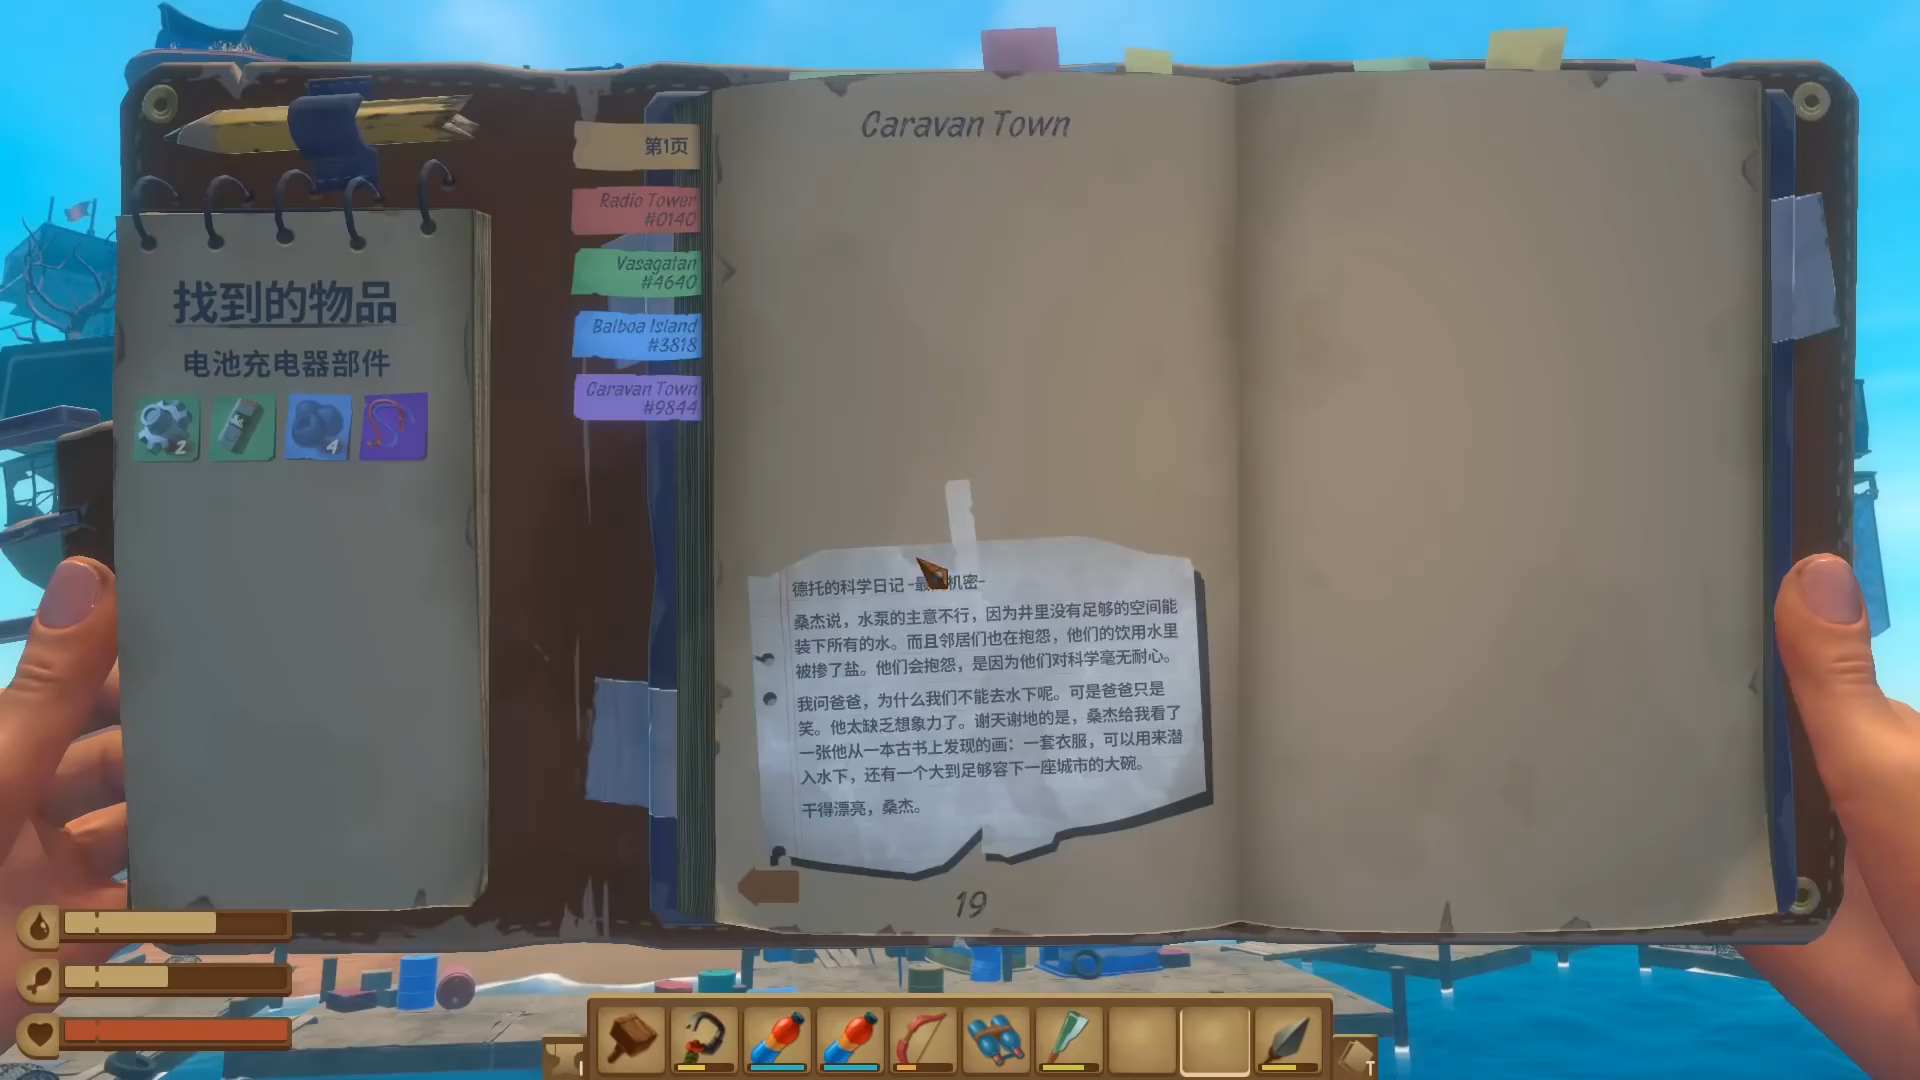 找到的物品
电池充电器部件
2
4
第1页
Radio Tower
#0140
Vasagatan
#4640
Balboa Island
#3818
Caravan Town
#9844
Caravan Town
德托的科学日记 -最 机密-
桑杰说，水泵的主意不行，因为井里没有足够的空间能
装下所有的水。而且邻居们也在抱怨，他们的饮用水里
被掺了盐。他们会抱怨，是因为他们对科学毫无耐心。
我问爸爸，为什么我们不能去水下呢。可是爸爸只是
笑。他太缺乏想象力了。谢天谢地的是，桑杰给我看了
一张他从一本古书上发现的画：一套衣服，可以用来潜
入水下，还有一个大到足够容下一座城市的大碗。
干得漂亮，桑杰。
19
I
T